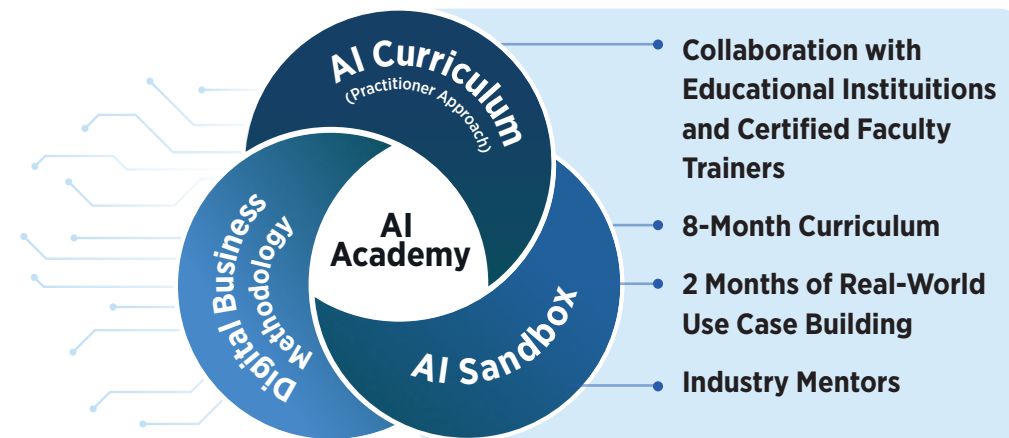 AI Curriculum
(Practitioner Approach)
Digital Business
Methodology
AI
Academy
AI Sandbox
Collaboration with
Educational Instituitions
and Certified Faculty
Trainers
8-Month Curriculum
2 Months of Real-World
Use Case Building
Industry Mentors